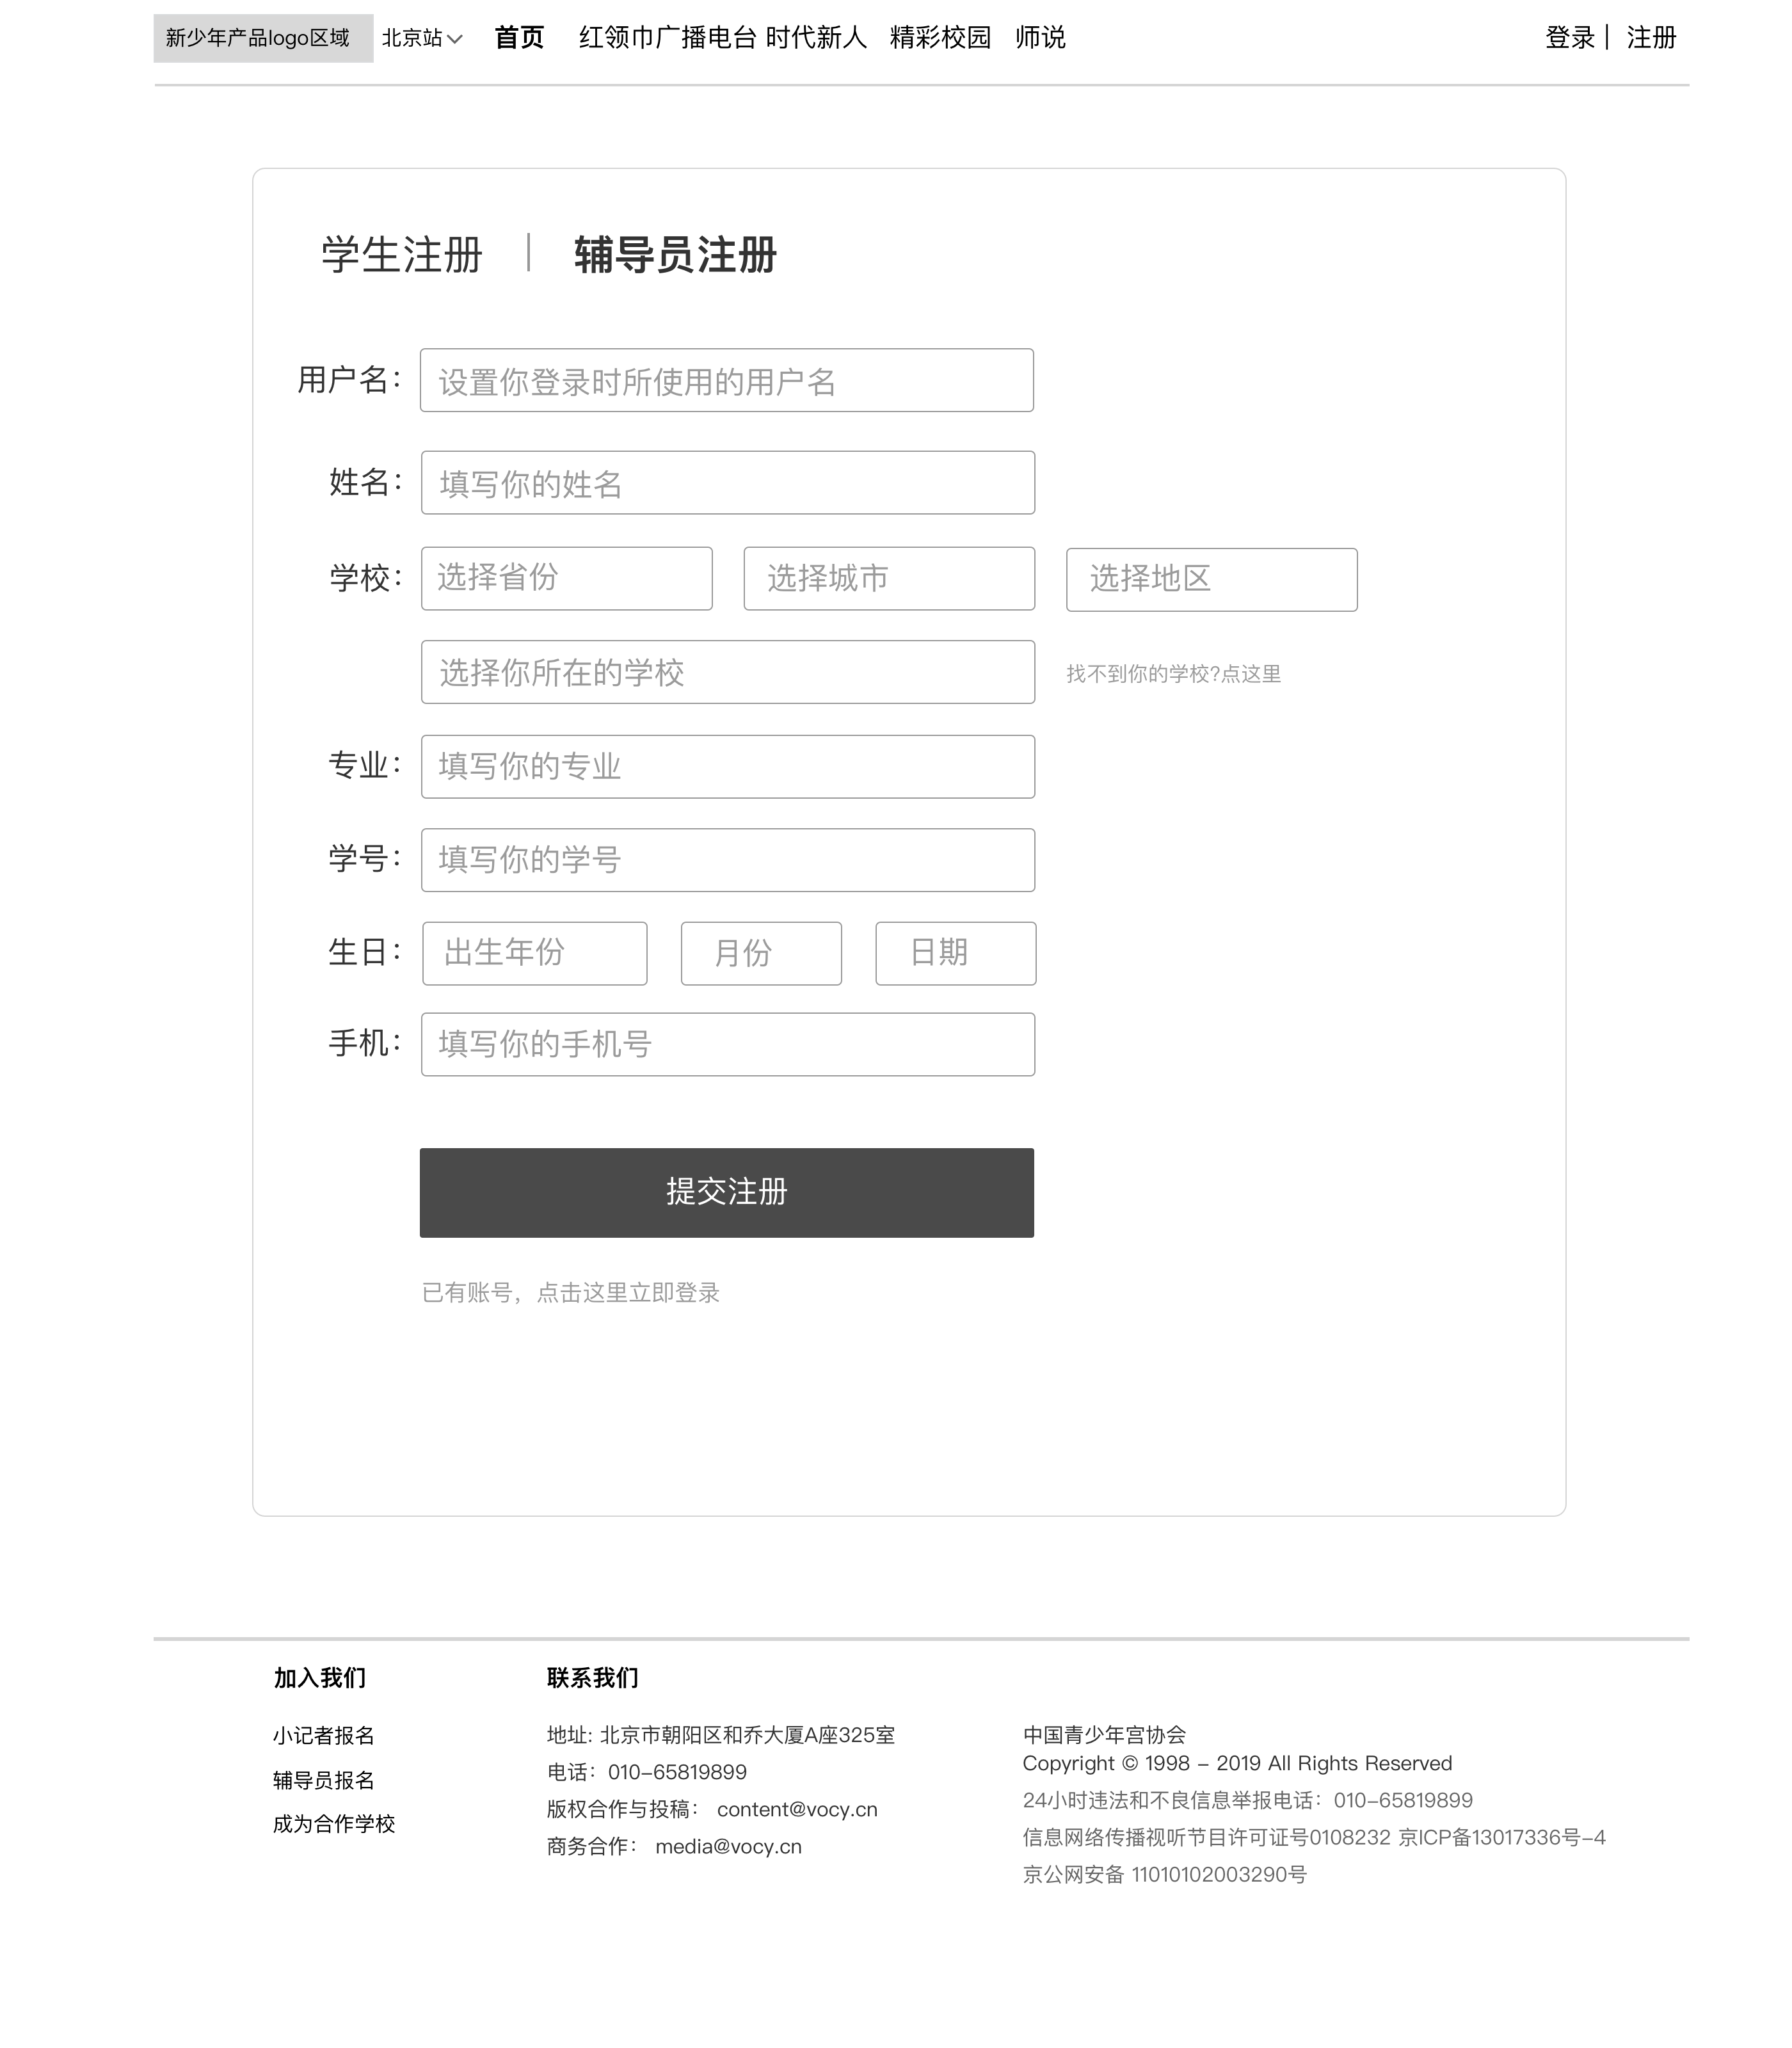 新少年产品logo区域 北京站 首页 红领巾广播电台 时代新人 精彩校园 师说 登录 | 注册
学生注册 | 辅导员注册
用户名： 设置你登录时所使用的用户名
姓名： 填写你的姓名
学校： 选择省份 选择城市 选择地区
选择你所在的学校 找不到你的学校?点这里
专业： 填写你的专业
学号： 填写你的学号
生日： 出生年份 月份 日期
手机： 填写你的手机号
提交注册
已有账号，点击这里立即登录
加入我们
小记者报名
辅导员报名
成为合作学校
联系我们
地址: 北京市朝阳区和乔大厦A座325室
电话：010-65819899
版权合作与投稿： content@vocy.cn
商务合作： media@vocy.cn
中国青少年宫协会
Copyright © 1998 - 2019 All Rights Reserved
24小时违法和不良信息举报电话：010-65819899
信息网络传播视听节目许可证号0108232 京ICP备13017336号-4
京公网安备 11010102003290号